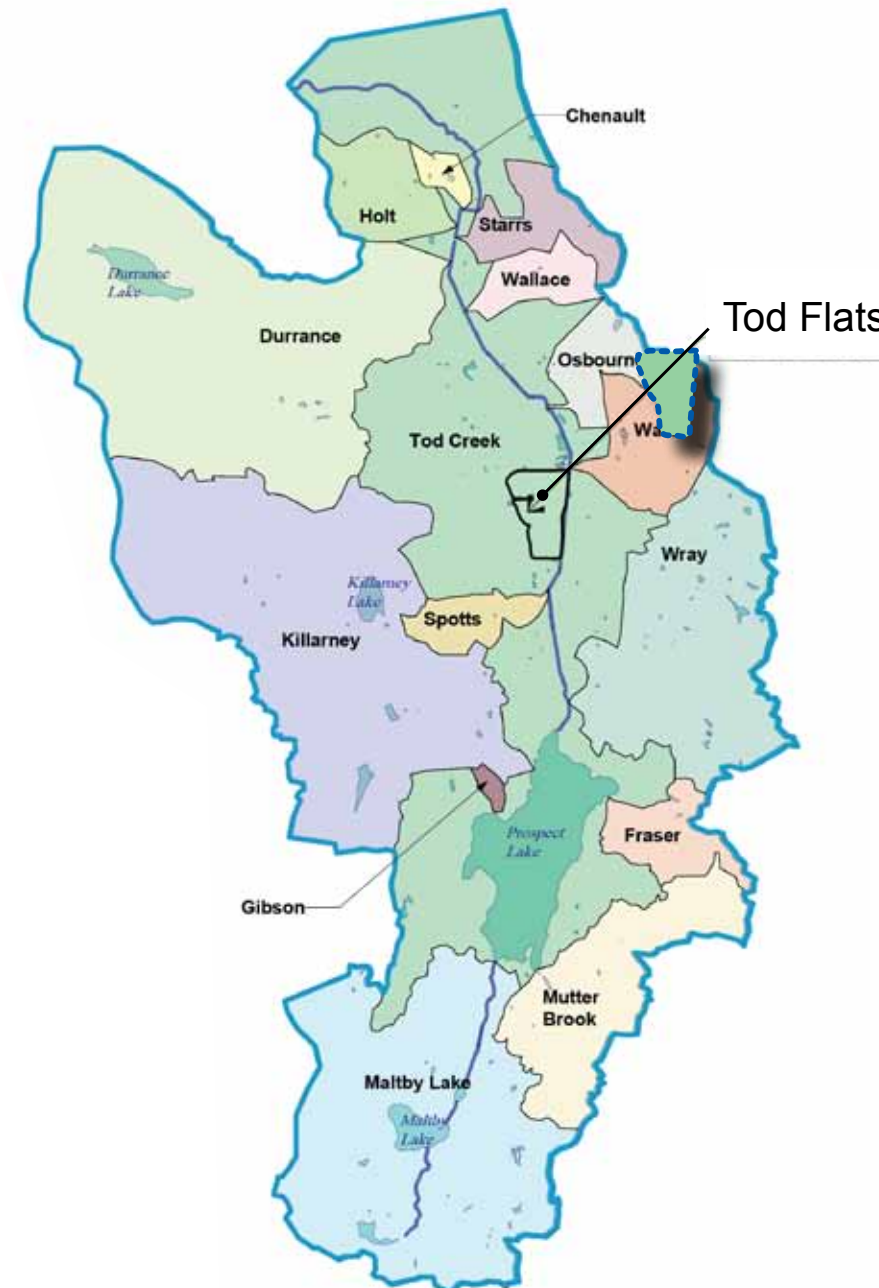 Chenault
Holt
Starrs
Wallace
Durrance
Lake
Tod Flats
Durrance
Osbourn
Tod Creek
Wa
Wray
Killarney
Lake
Spotts
Killarney
Prospect
Lake
Fraser
Gibson
Mutter
Brook
Maltby Lake
Maltby
Lake